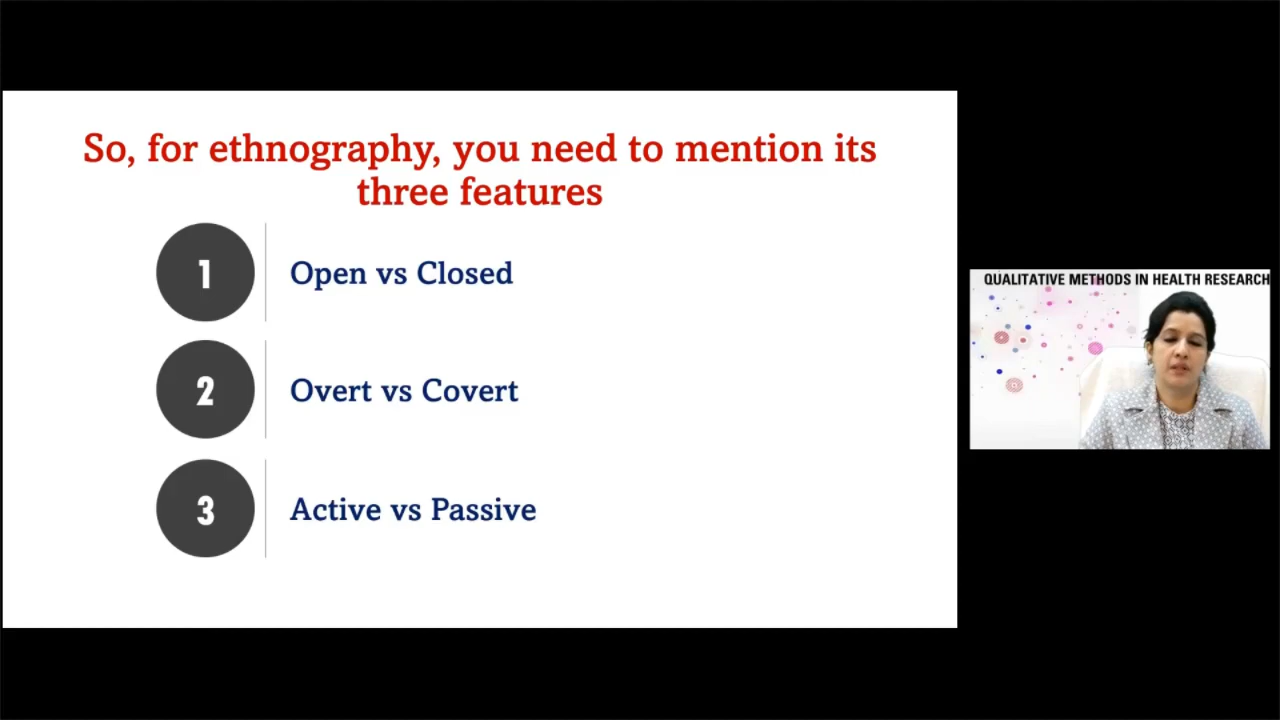 So, for ethnography, you need to mention its
three features
1
Open vs Closed
2
Overt vs Covert
3
Active vs Passive
QUALITATIVE METHODS IN HEALTH RESEARCH